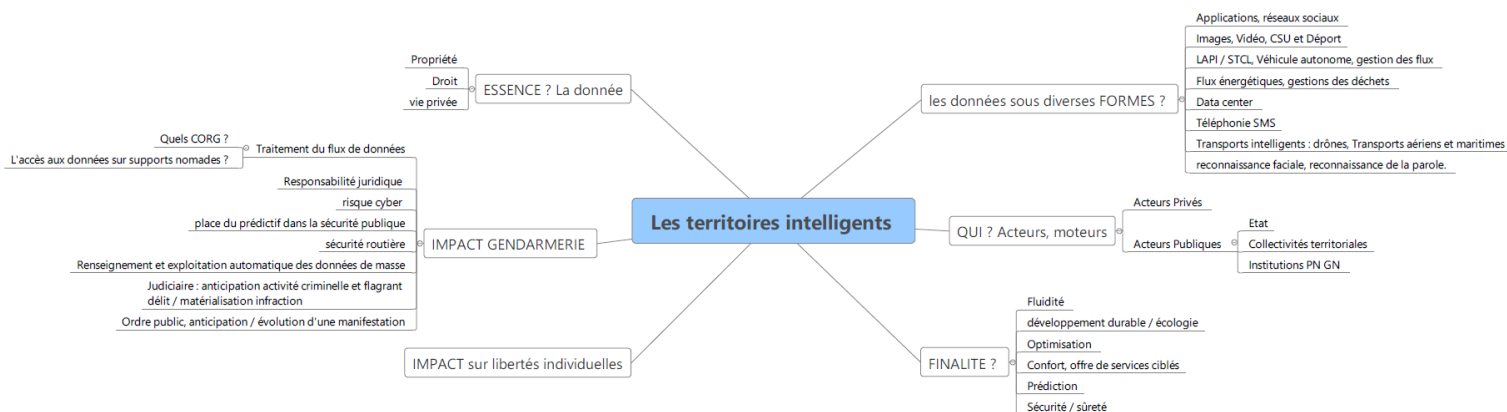 Les territoires intelligents
ESSENCE ? La donnée
Propriété
Droit
vie privée
IMPACT GENDARMERIE
Traitement du flux de données
Quels CORG ?
L'accès aux données sur supports nomades ?
Responsabilité juridique
risque cyber
place du prédictif dans la sécurité publique
sécurité routière
Renseignement et exploitation automatique des données de masse
Judiciaire : anticipation activité criminelle et flagrant
délit / matérialisation infraction
Ordre public, anticipation / évolution d'une manifestation
IMPACT sur libertés individuelles
les données sous diverses FORMES ?
Applications, réseaux sociaux
Images, Vidéo, CSU et Déport
LAPI / STCL, Véhicule autonome, gestion des flux
Flux énergétiques, gestions des déchets
Data center
Téléphonie SMS
Transports intelligents : drônes, Transports aériens et maritimes
reconnaissance faciale, reconnaissance de la parole.
QUI ? Acteurs, moteurs
Acteurs Privés
Acteurs Publiques
Etat
Collectivités territoriales
Institutions PN GN
FINALITE ?
Fluidité
développement durable / écologie
Optimisation
Confort, offre de services ciblés
Prédiction
Sécurité / sûreté